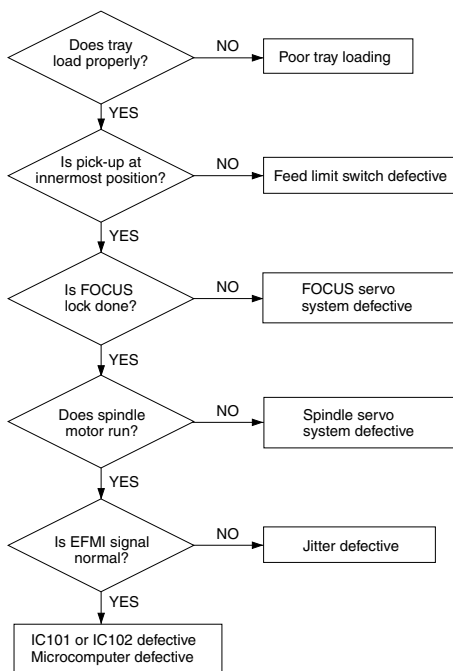 Does tray
load properly?
NO
Poor tray loading
YES
Is pick-up at
innermost position?
NO
Feed limit switch defective
YES
Is FOCUS
lock done?
NO
FOCUS servo
system defective
YES
Does spindle
motor run?
NO
Spindle servo
system defective
YES
Is EFMI signal
normal?
NO
Jitter defective
YES
IC101 or IC102 defective
Microcomputer defective